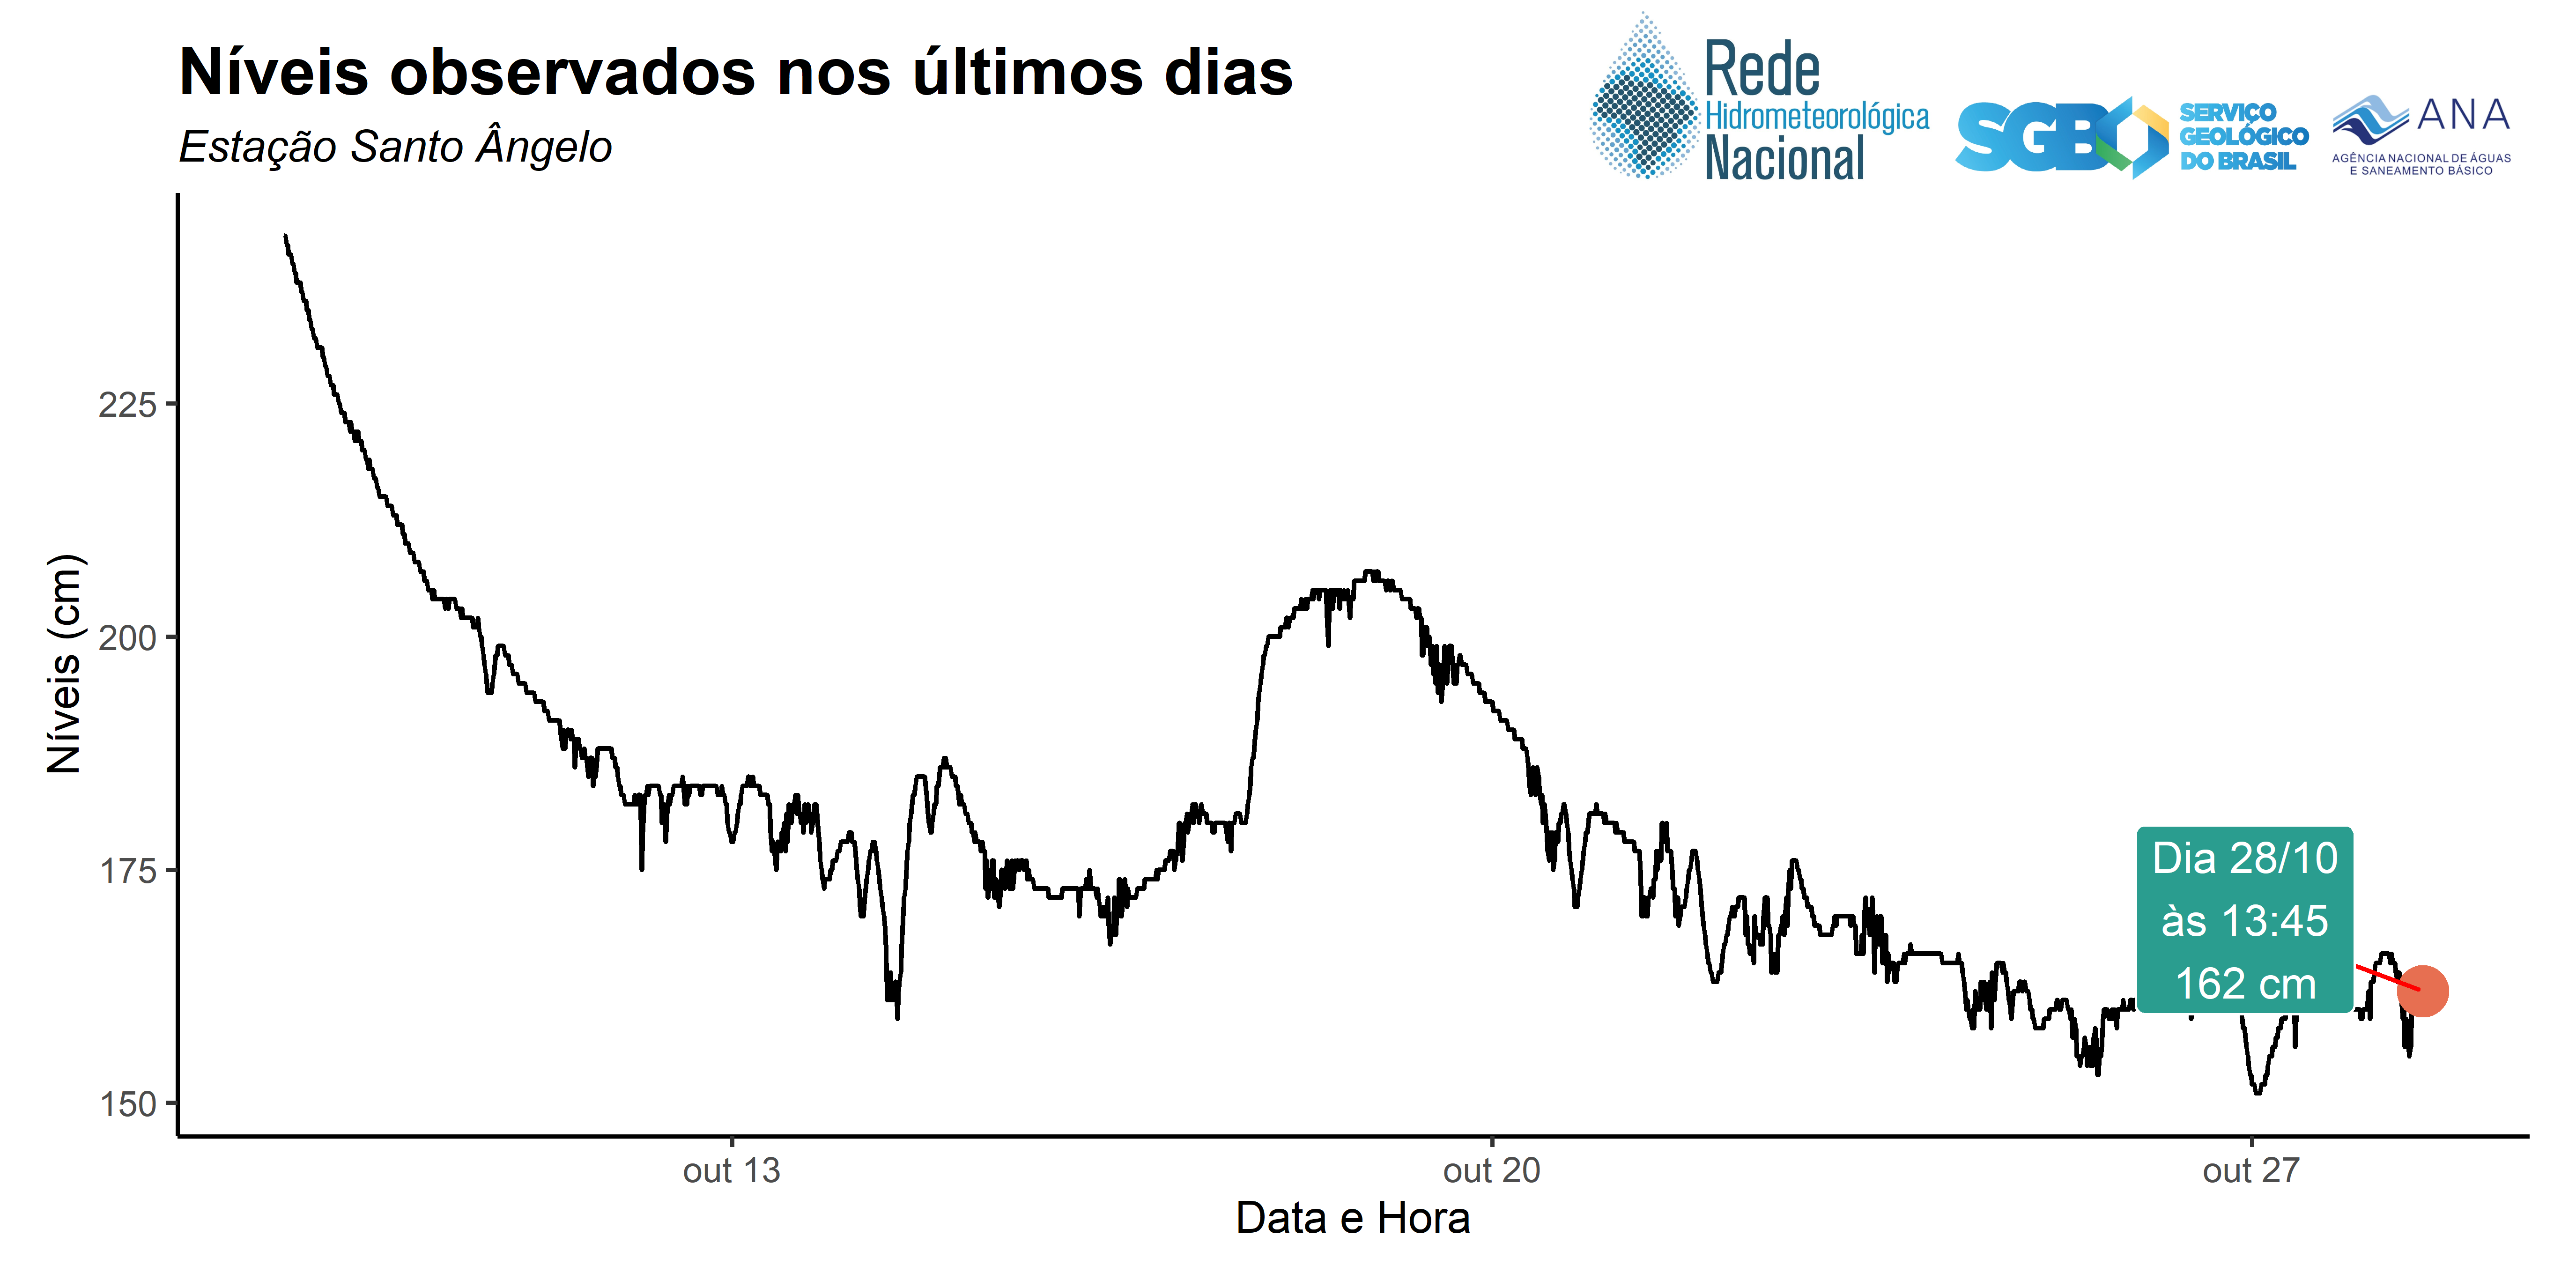 Níveis observados nos últimos dias
Estação Santo Ângelo
Rede
Hidrometeorológica
Nacional
SGB
SERVIÇO
GEOLÓGICO
DO BRASIL
ANA
AGÊNCIA NACIONAL DE ÁGUAS
E SANEAMENTO BÁSICO
Níveis (cm)
225
200
175
150
Dia 28/10
às 13:45
162 cm
out 13
out 20
out 27
Data e Hora